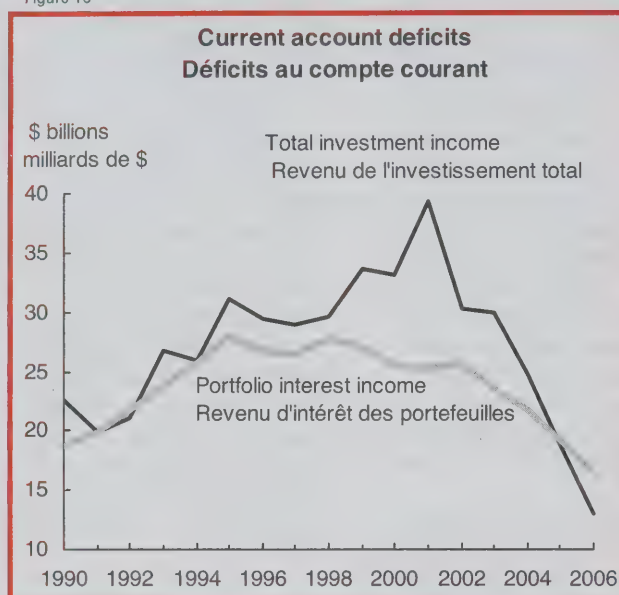 Current account deficits
Déficits au compte courant
$ billions
milliards de $
Total investment income
Revenu de l'investissement total
40
35
30
25
20
15
10
Portfolio interest income
Revenu d'intérêt des portefeuilles
1990 1992 1994 1996 1998 2000 2002 2004 2006